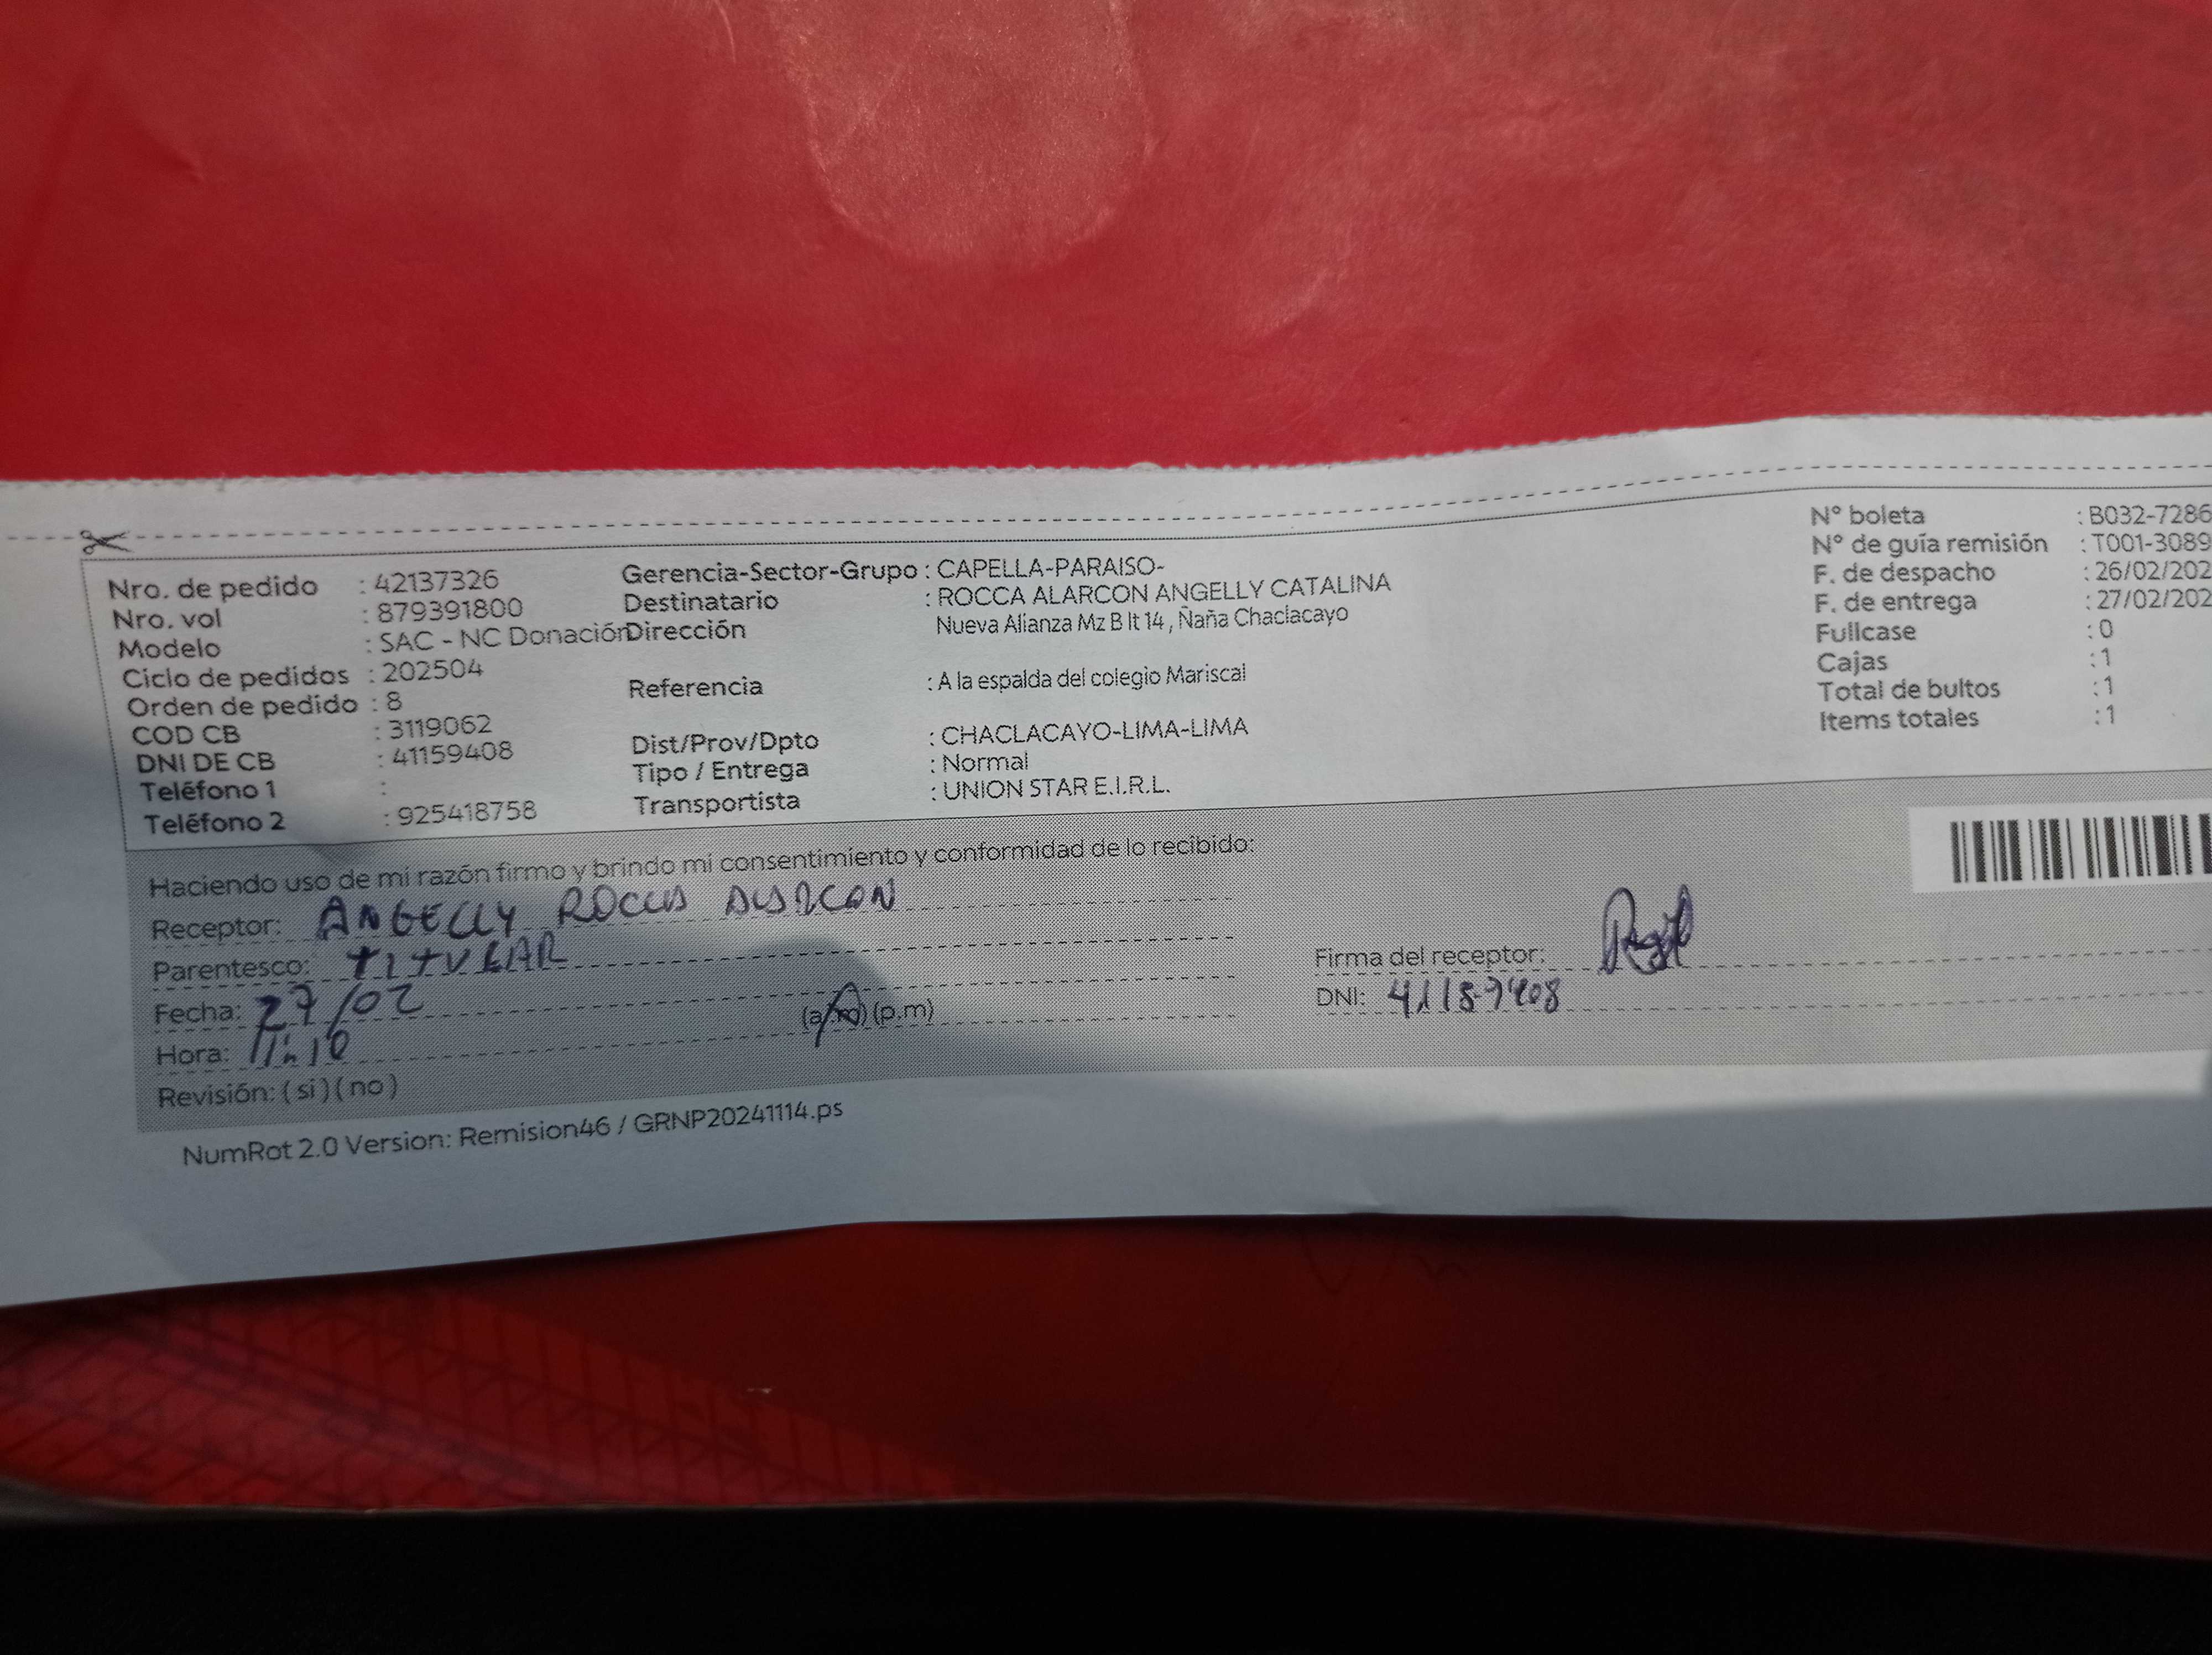 Nro. de pedido : 42137326
Nro. vol : 879391800
Modelo : SAC - NC Donación
Ciclo de pedidos : 202504
Orden de pedido : 8
COD CB : 3119062
DNI DE CB : 41159408
Teléfono 1 :
Teléfono 2 : 925418758
Gerencia-Sector-Grupo : CAPELLA-PARAISO-
Destinatario : ROCCA ALARCON ANGELLY CATALINA
Dirección Nueva Alianza Mz B lt 14 , Ñaña Chaclacayo
Referencia : A la espalda del colegio Mariscal
Dist/Prov/Dpto : CHACLACAYO-LIMA-LIMA
Tipo / Entrega : Normal
Transportista : UNION STAR E.I.R.L.
N° boleta : B032-7286
N° de guía remisión : T001-3089
F. de despacho : 26/02/202
F. de entrega : 27/02/202
Fullcase : 0
Cajas : 1
Total de bultos : 1
Items totales : 1
Haciendo uso de mi razón firmo y brindo mi consentimiento y conformidad de lo recibido:
Receptor: ANGELLY ROCCA ALARCON
Parentesco: TITULAR
Fecha: 27/02
Hora: 11:10 (a.m) (p.m)
Revisión: ( si ) ( no )
Firma del receptor:
DNI:
NumRot 2.0 Version: Remision46 / GRNP20241114.ps